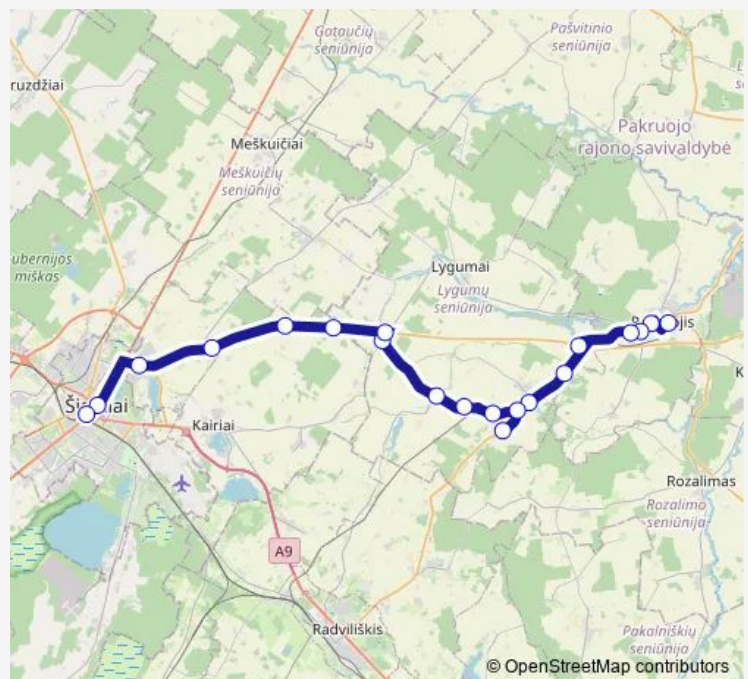 Gataučių
seniūnija
Pašvitinio
seniūnija
ruzdžiai
Pakruojo
rajono savivaldybė
Meškuičiai
Meškuičių
seniūnija
ubernijos
miškas
Lygumai
Lygumų
seniūnija
Kairiai
Rozalimas
Rozalimo
seniūnija
A9
Radviliškis
Pakalniškių
seniūnija
© OpenStreetMap contributors